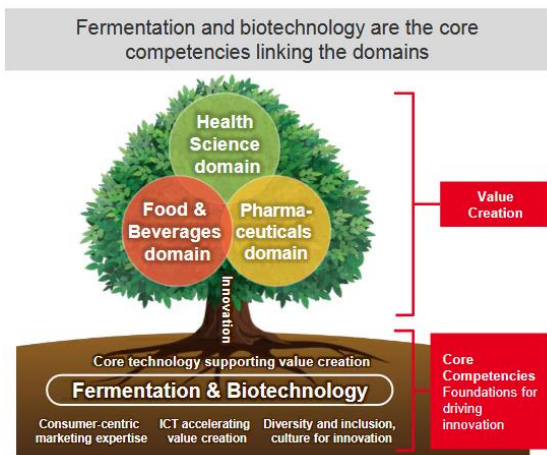 Fermentation and biotechnology are the core
competencies linking the domains
Health
Science
domain
Food &
Beverages
domain
Pharma-
ceuticals
domain
Value
Creation
Innovation
Core technology supporting value creation
Fermentation & Biotechnology
Consumer-centric
marketing expertise
ICT accelerating
value creation
Diversity and inclusion,
culture for innovation
Core
Competencies
Foundations for
driving
innovation